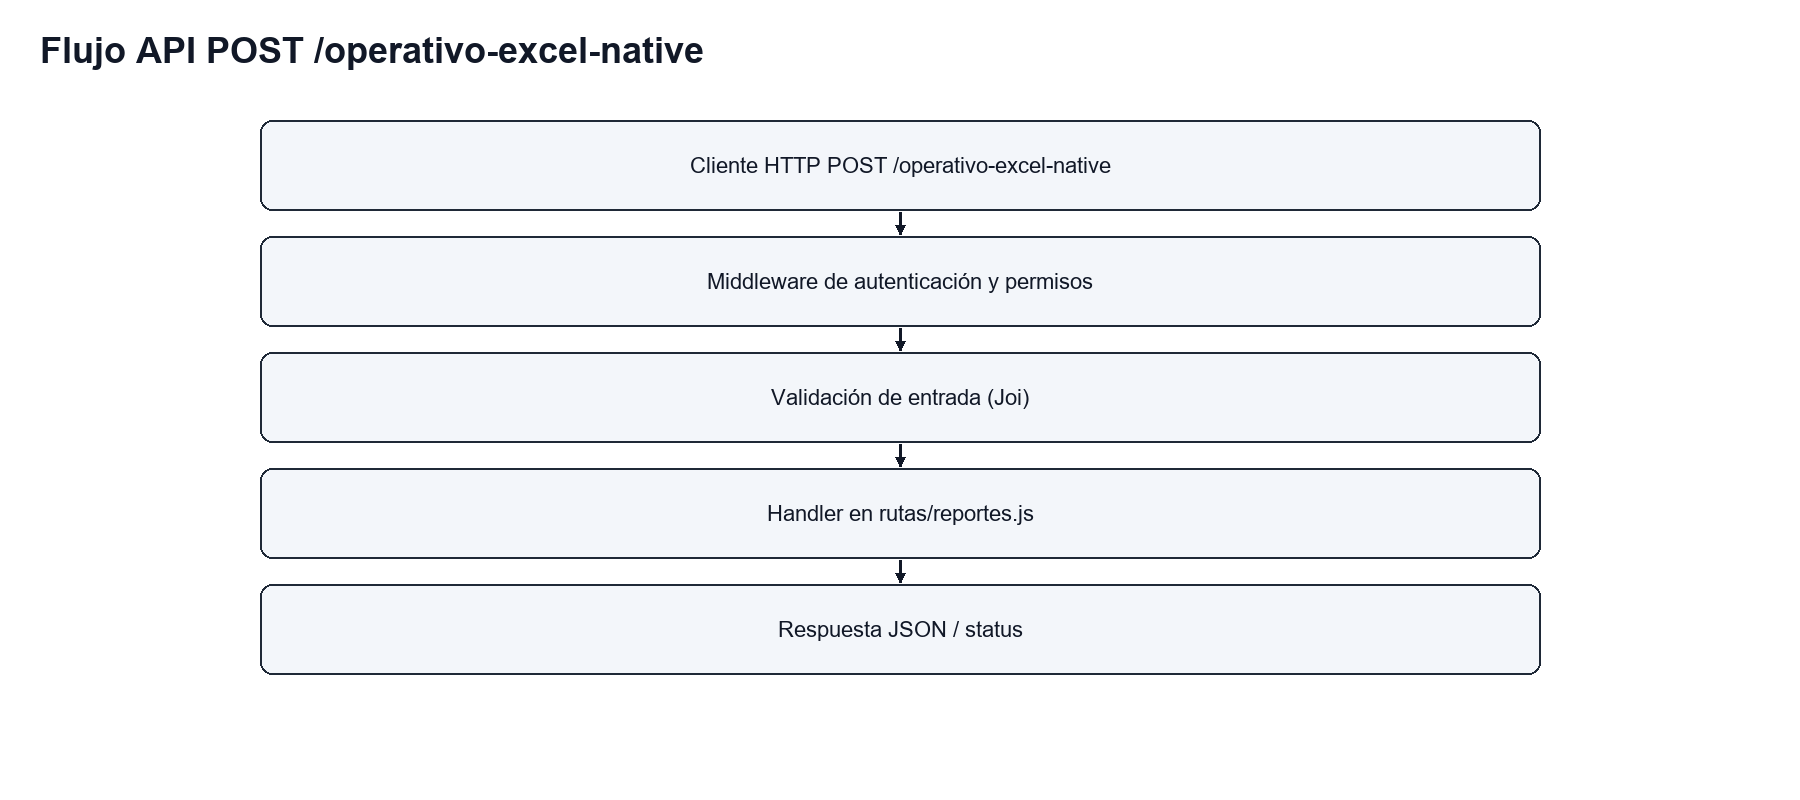 Flujo API POST /operativo-excel-native
Cliente HTTP POST /operativo-excel-native
Middleware de autenticación y permisos
Validación de entrada (Joi)
Handler en rutas/reportes.js
Respuesta JSON / status